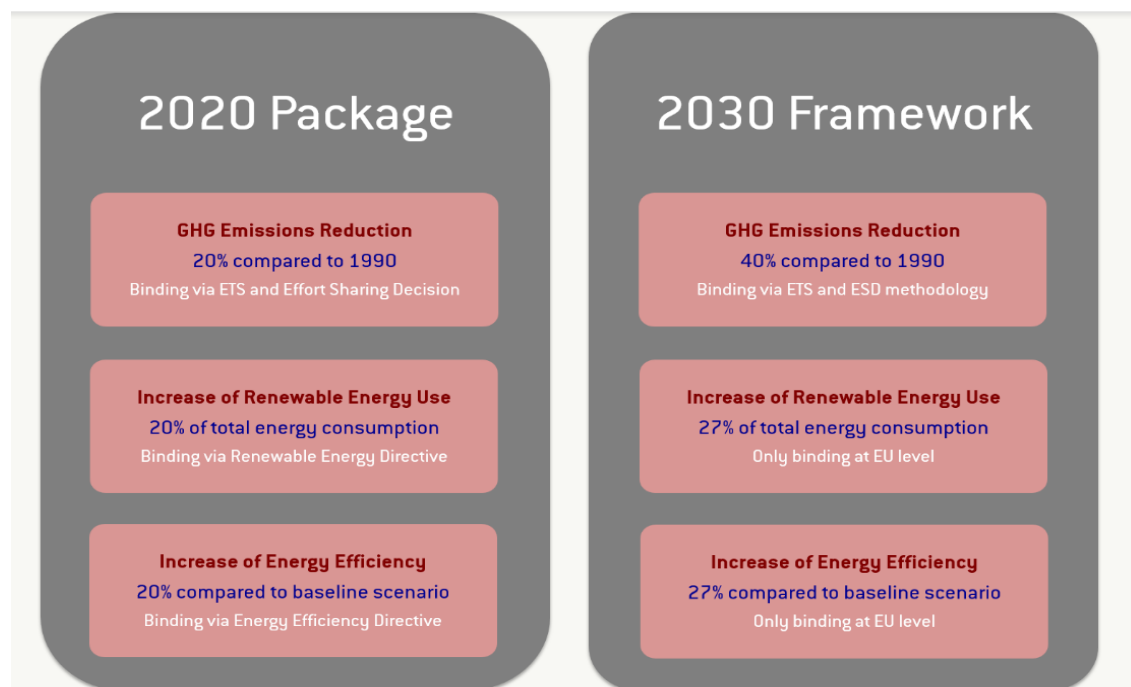 2020 Package
GHG Emissions Reduction
20% compared to 1990
Binding via ETS and Effort Sharing Decision
Increase of Renewable Energy Use
20% of total energy consumption
Binding via Renewable Energy Directive
Increase of Energy Efficiency
20% compared to baseline scenario
Binding via Energy Efficiency Directive
2030 Framework
GHG Emissions Reduction
40% compared to 1990
Binding via ETS and ESD methodology
Increase of Renewable Energy Use
27% of total energy consumption
Only binding at EU level
Increase of Energy Efficiency
27% compared to baseline scenario
Only binding at EU level